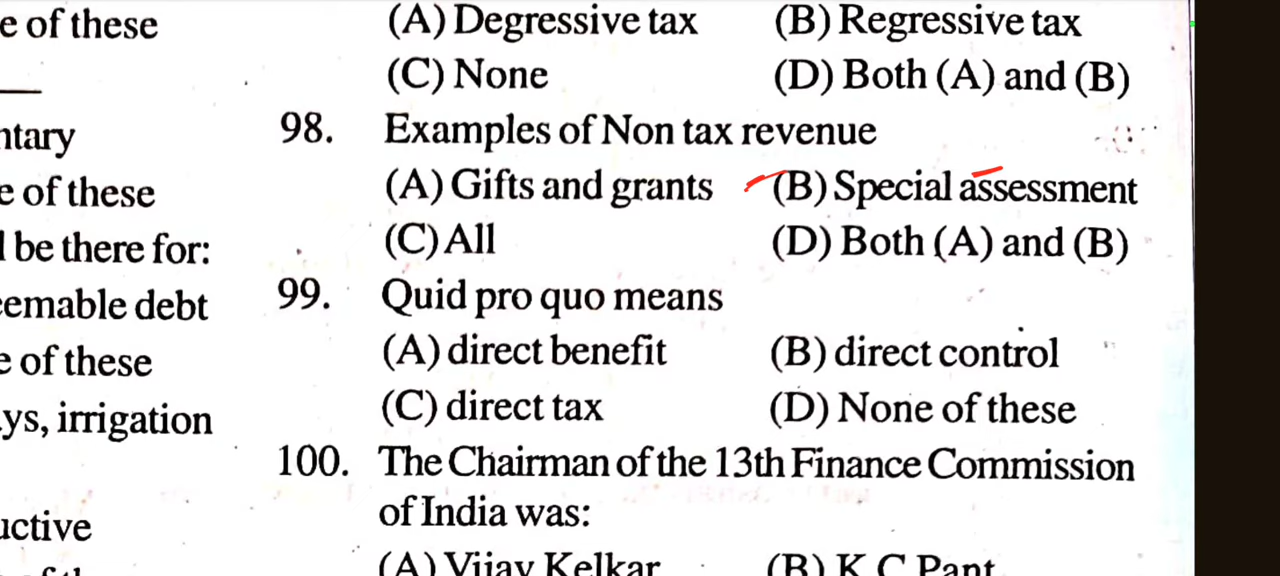 e of these
ntary
e of these
l be there for:
eemable debt
e of these
ys, irrigation
uctive
(A) Degressive tax (B) Regressive tax
(C) None (D) Both (A) and (B)
98. Examples of Non tax revenue
(A) Gifts and grants (B) Special assessment
(C) All (D) Both (A) and (B)
99. Quid pro quo means
(A) direct benefit (B) direct control
(C) direct tax (D) None of these
100. The Chairman of the 13th Finance Commission
of India was:
(A) Vijay Kelkar (B) K C Pant